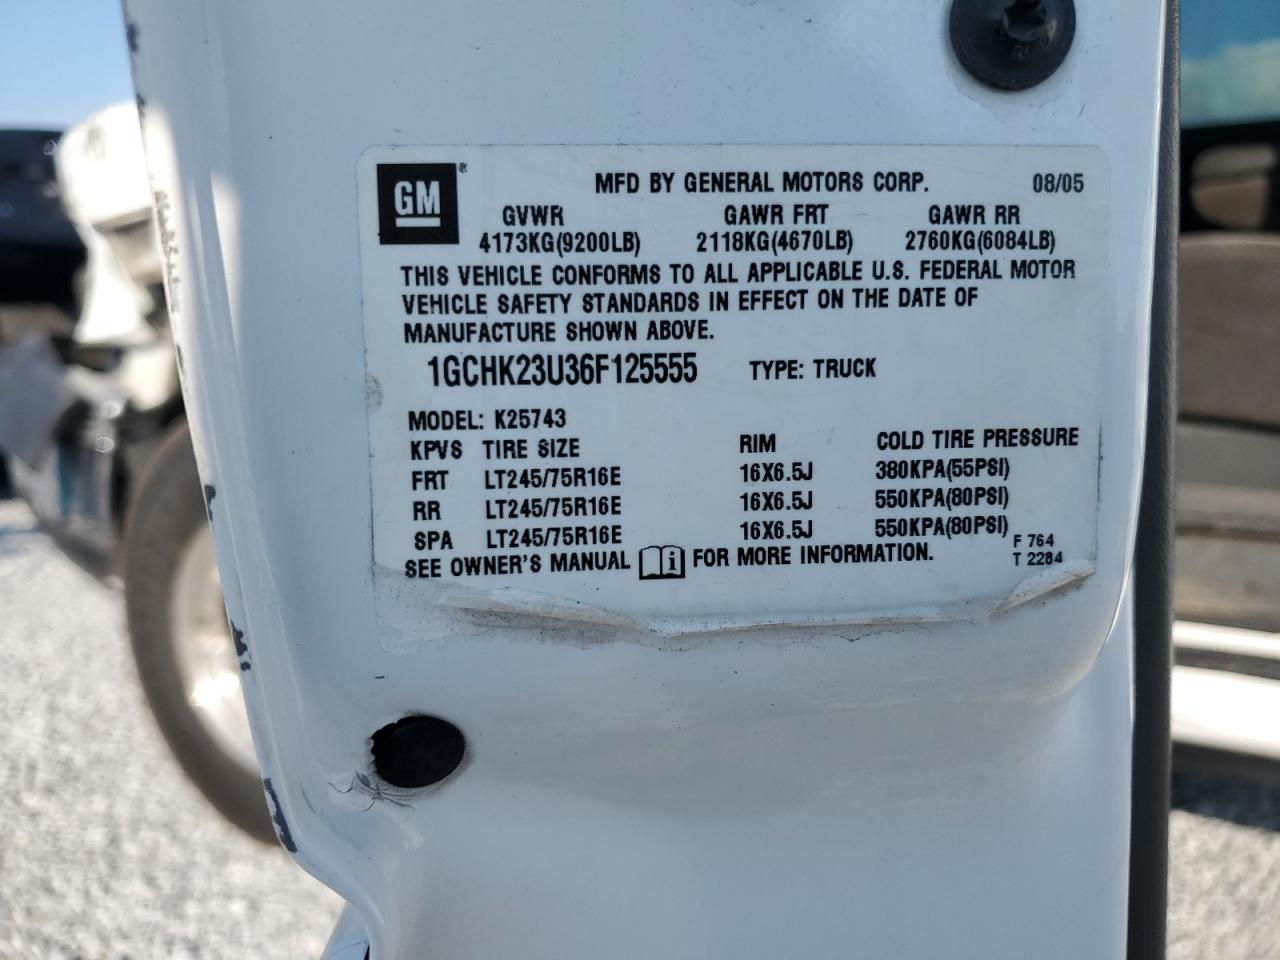 GM®
MFD BY GENERAL MOTORS CORP. 08/05
GVWR GAWR FRT GAWR RR
4173KG(9200LB) 2118KG(4670LB) 2760KG(6084LB)
THIS VEHICLE CONFORMS TO ALL APPLICABLE U.S. FEDERAL MOTOR
VEHICLE SAFETY STANDARDS IN EFFECT ON THE DATE OF
MANUFACTURE SHOWN ABOVE.
1GCHK23U36F125555 TYPE: TRUCK
MODEL: K25743
KPVS TIRE SIZE RIM COLD TIRE PRESSURE
FRT LT245/75R16E 16X6.5J 380KPA(55PSI)
RR LT245/75R16E 16X6.5J 550KPA(80PSI)
SPA LT245/75R16E 16X6.5J 550KPA(80PSI)
SEE OWNER'S MANUAL i FOR MORE INFORMATION.
F 764
T 2284